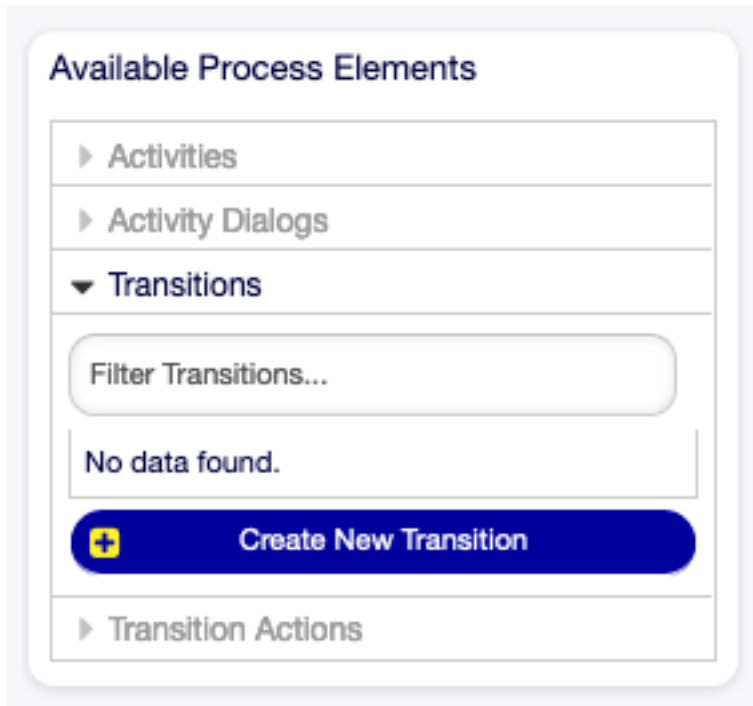 Available Process Elements
Activities
Activity Dialogs
Transitions
Filter Transitions...
No data found.
Create New Transition
Transition Actions